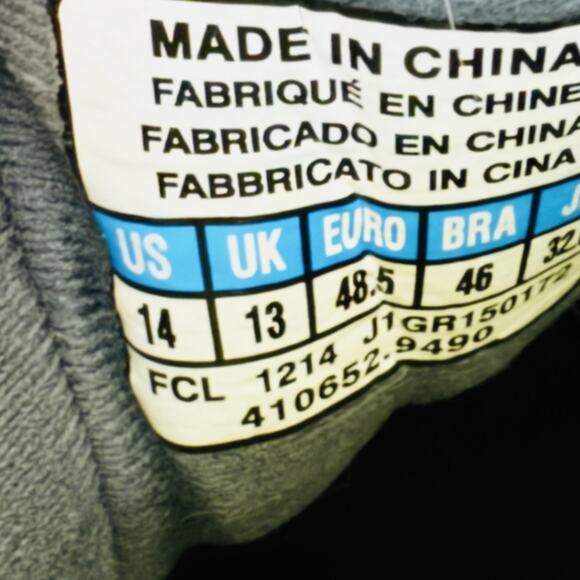 MADE IN CHINA
FABRIQUÉ EN CHINE
FABRICADO EN CHINA
FABBRICATO IN CINA
US UK EURO BRA
14 13 48.5 46
FCL 1214 J1GR150172
410652.9490